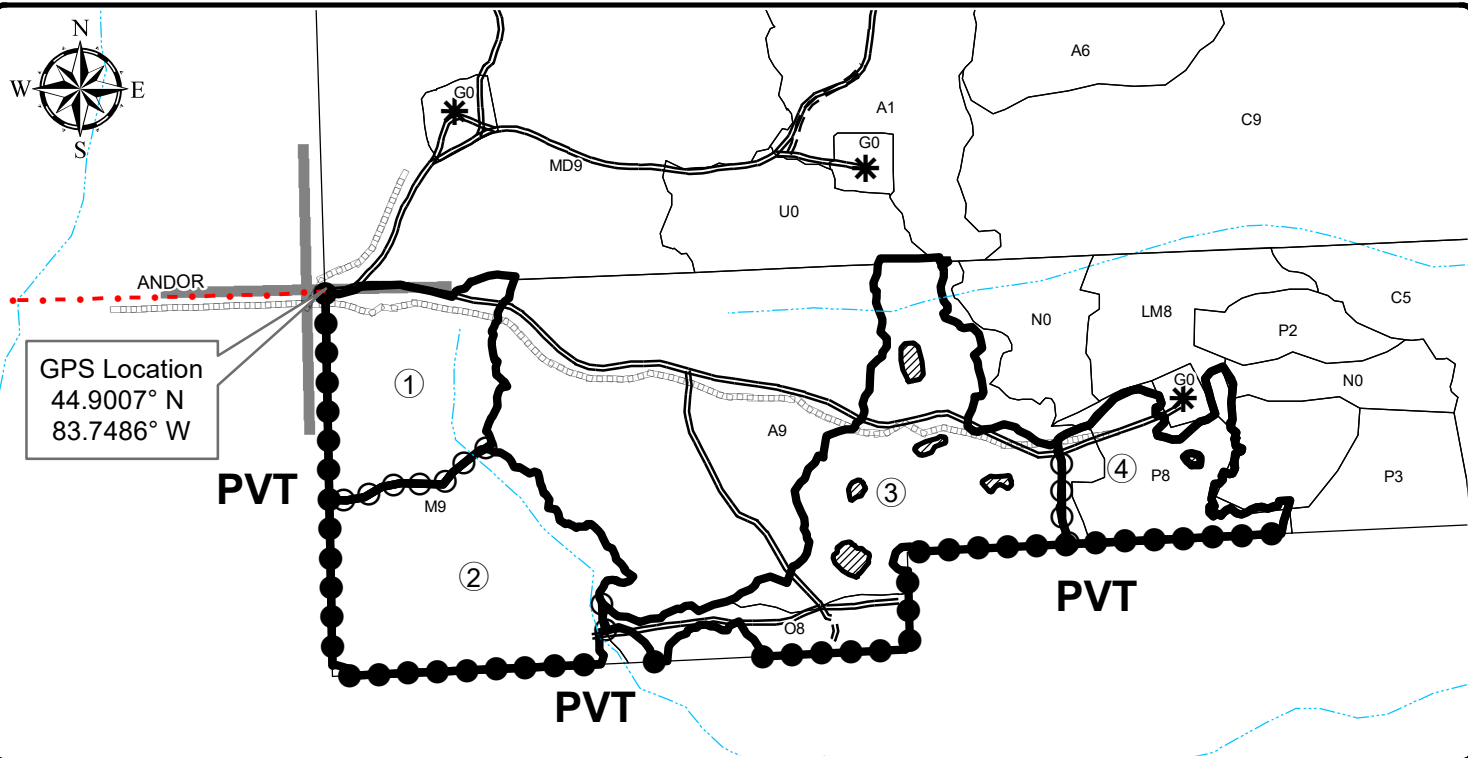 N
W E
S
G0
A6
A1
C9
G0
MD9
U0
ANDOR
C5
N0
LM8
P2
GPS Location
44.9007° N
83.7486° W
①
G0
N0
A9
PVT
④
P8
P3
③
M9
②
PVT
O8
PVT